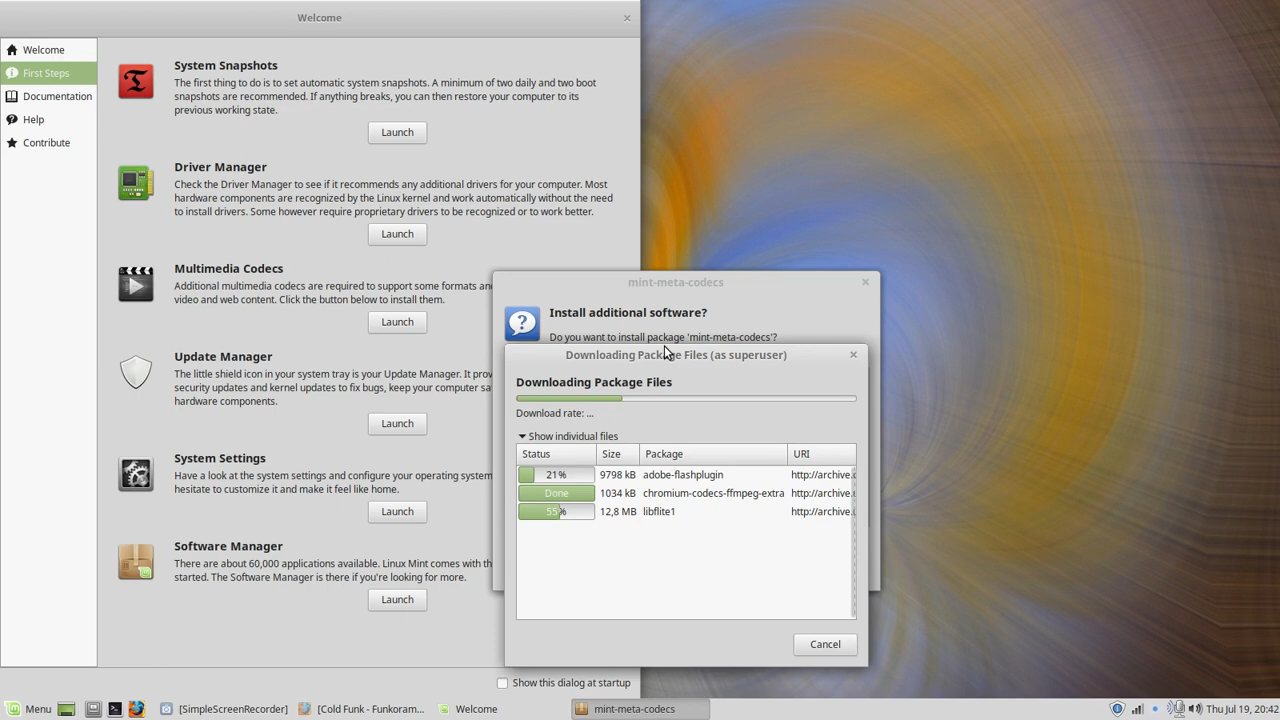 Welcome
Welcome
First Steps
Documentation
Help
Contribute
System Snapshots
The first thing to do is to set automatic system snapshots. A minimum of two daily and two boot
snapshots are recommended. If anything breaks, you can then restore your computer to its
previous working state.
Launch
Driver Manager
Check the Driver Manager to see if it recommends any additional drivers for your computer. Most
hardware components are recognized by the Linux kernel and work automatically without the need
to install drivers. Some however require proprietary drivers to be recognized or to work better.
Launch
Multimedia Codecs
Additional multimedia codecs are required to support some formats an
video and web content. Click the button below to install them.
Launch
Update Manager
The little shield icon in your system tray is your Update Manager. It prov
security updates and kernel updates to fix bugs, keep your computer sa
hardware components.
Launch
System Settings
Have a look at the system settings and configure your operating system
hesitate to customize it and make it feel like home.
Launch
Software Manager
There are about 60,000 applications available. Linux Mint comes with th
started. The Software Manager is there if you're looking for more.
Launch
Show this dialog at startup
mint-meta-codecs
Install additional software?
Do you want to install package 'mint-meta-codecs'?
Downloading Package Files (as superuser)
Downloading Package Files
Download rate: ...
Show individual files
Status Size Package URI
21% 9798 kB adobe-flashplugin http://archive.
Done 1034 kB chromium-codecs-ffmpeg-extra http://archive.
55% 12,8 MB libflite1 http://archive.
Cancel
Menu [SimpleScreenRecorder] [Cold Funk - Funkoram... Welcome mint-meta-codecs Thu Jul 19, 20:42